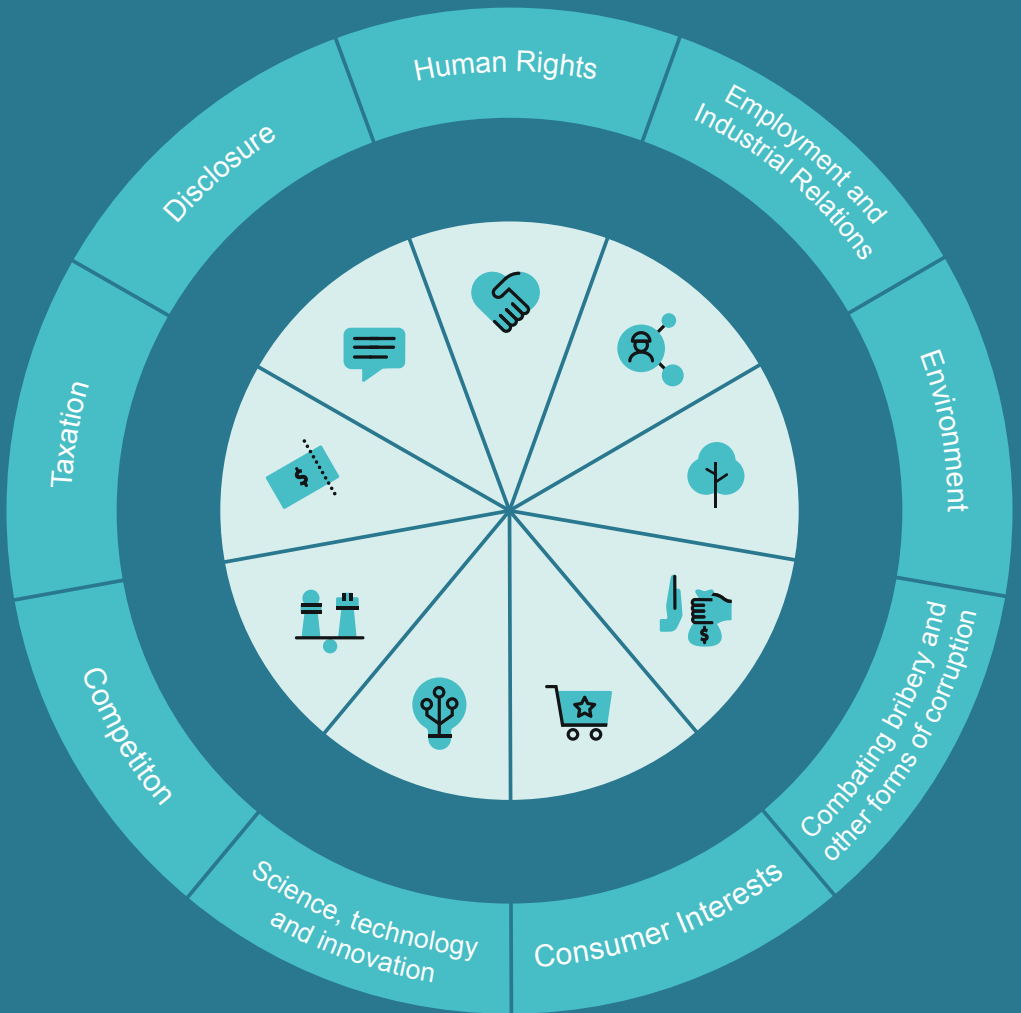 Human Rights
Employment and
Industrial Relations
Environment
Combating bribery and
other forms of corruption
Consumer Interests
Science, technology
and innovation
Competiton
Taxation
Disclosure
$
$